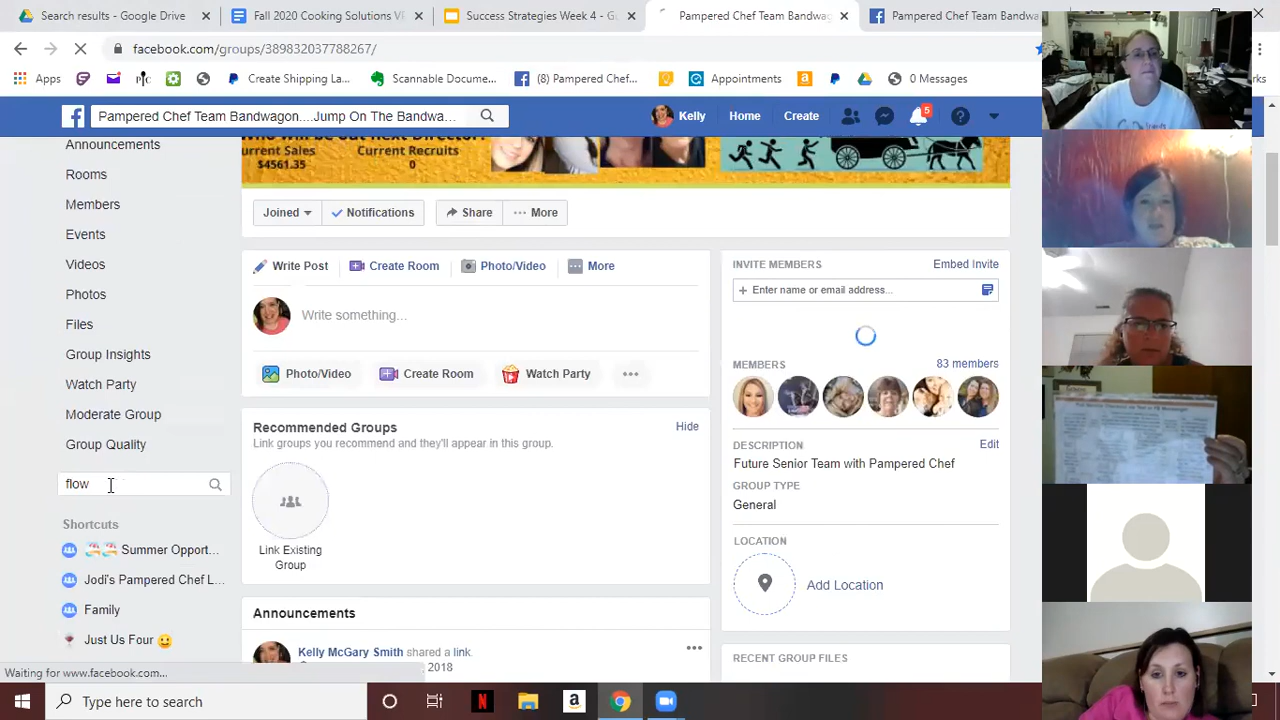 results - Google Drive
Fall 2020 Cooking S
Success Strategies Week 4 - G
Pampered Chef Team Bandwagon
Pampered Chef Team Bandwa
facebook.com/groups/389832037788267/
Apps
Create Shipping La...
Scannable Documen...
(8) Pampered Chef...
Appointments
0 Messages
Pampered Chef Team Bandwagon....Jump On The Bandwa...
Kelly
Home
Create
5
Announcements
Rooms
Members
Events
Videos
Photos
Files
Group Insights
Watch Party
Moderate Group
Group Quality
flow
Shortcuts
Summer Opport...
Jodi's Pampered Chef L...
Family
Just Us Four
Current Sales
$4561.35
Current Recruits
0
Joined
Notifications
Share
More
Write Post
Create Room
Photo/Video
More
Write something...
Photo/Video
Create Room
Watch Party
Recommended Groups
Hide
Link groups you recommend and they'll appear in this group.
Link Existing
Group
Announcements
Kelly McGary Smith shared a link.
2018
INVITE MEMBERS
Embed Invite
+ Enter name or email address...
MEMBERS
83 members
DESCRIPTION
Edit
Future Senior Team with Pampered Chef
GROUP TYPE
General
LOCATION
Add Location
RECENT GROUP FILES
Waiting for www.facebook.com...
Type here to search